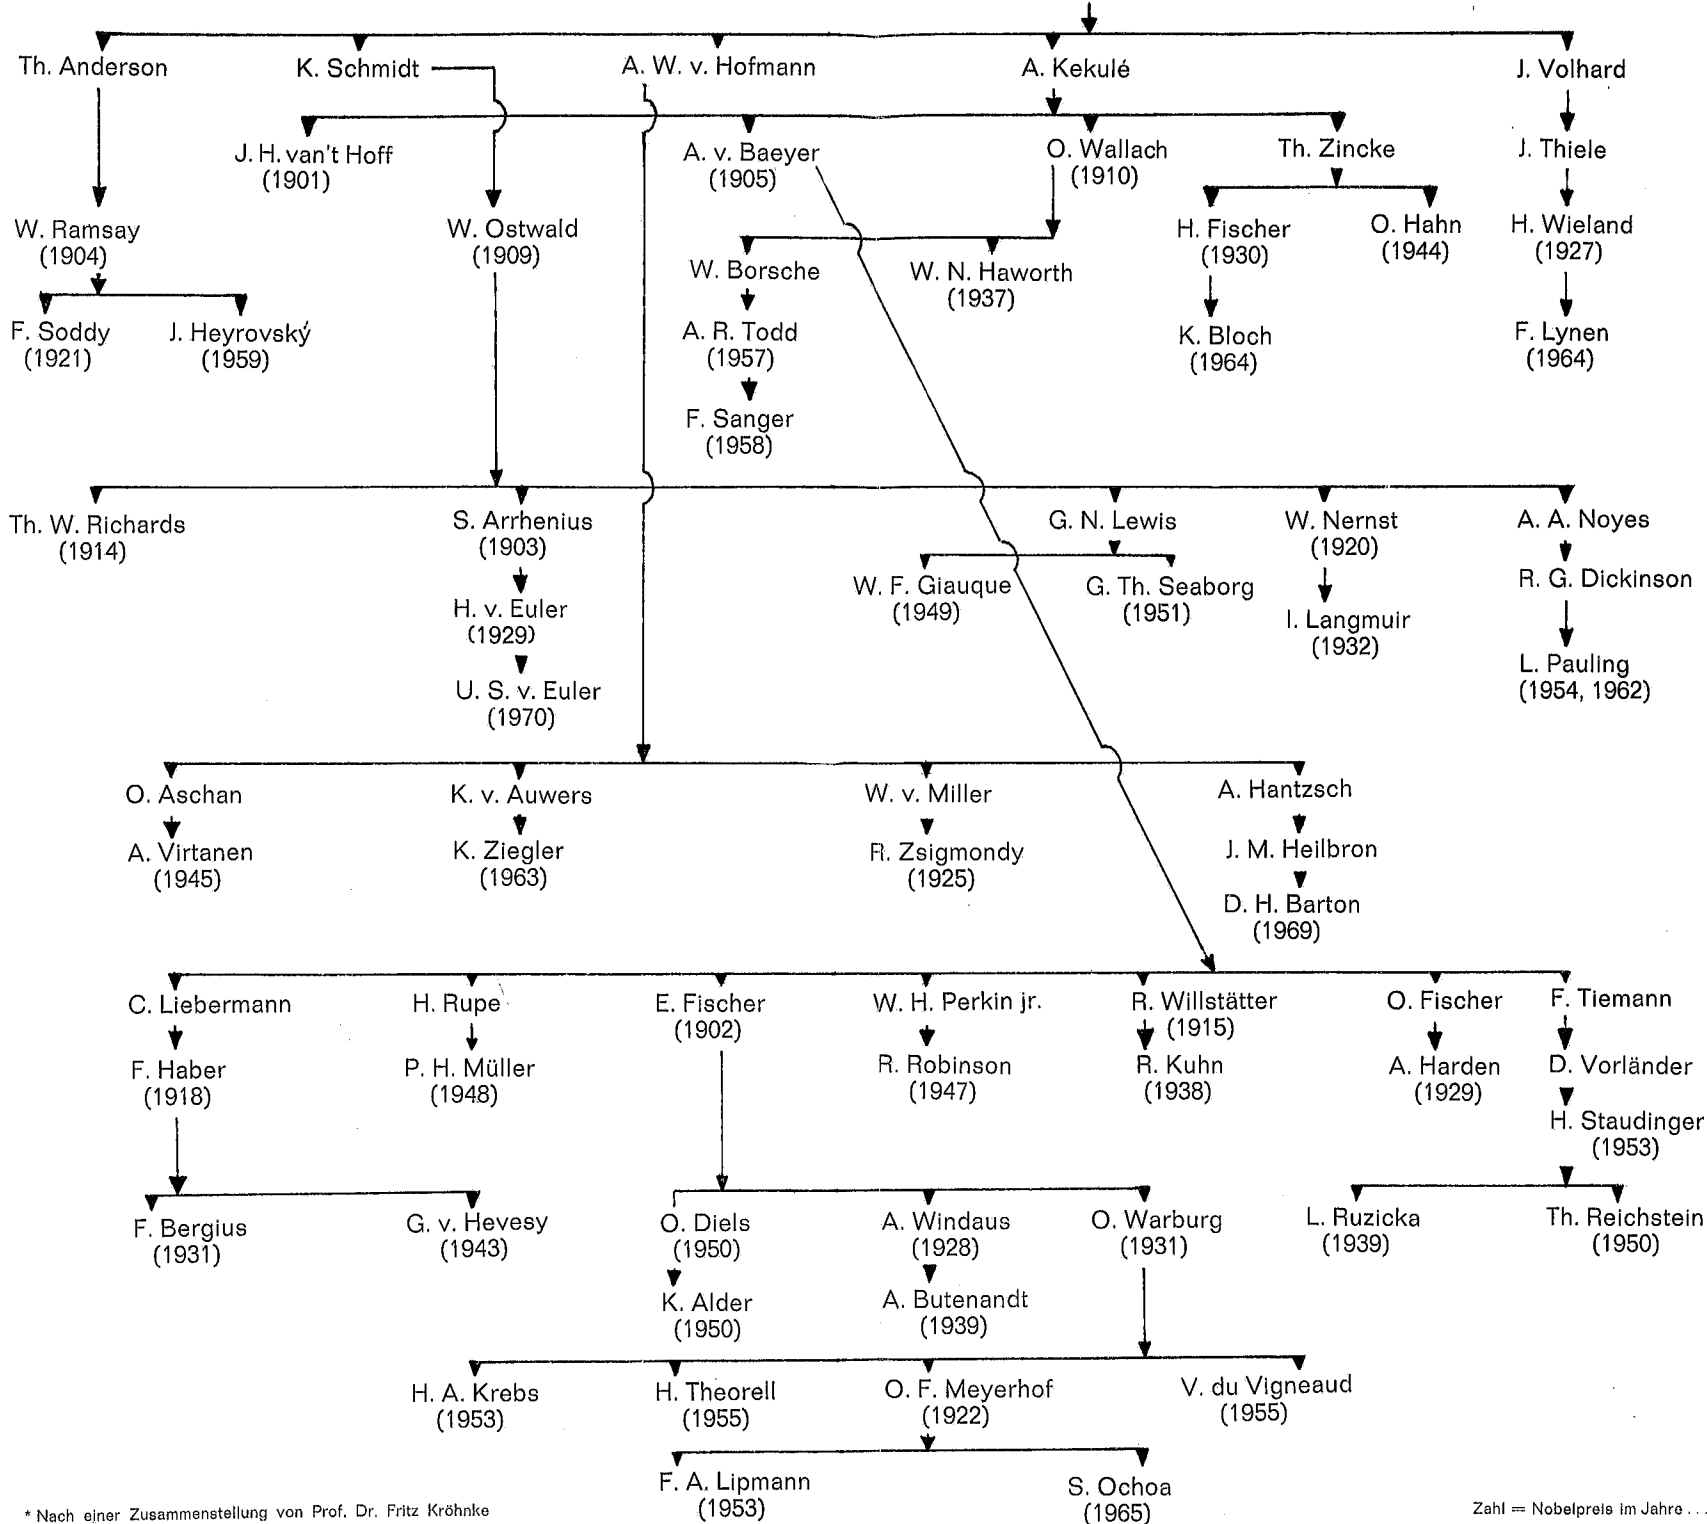 Th. Anderson
K. Schmidt
A. W. v. Hofmann
A. Kekulé
J. Volhard
J. H. van't Hoff
(1901)
A. v. Baeyer
(1905)
O. Wallach
(1910)
Th. Zincke
J. Thiele
W. Ramsay
(1904)
W. Ostwald
(1909)
H. Fischer
(1930)
O. Hahn
(1944)
H. Wieland
(1927)
W. Borsche
W. N. Haworth
(1937)
F. Soddy
(1921)
J. Heyrovský
(1959)
A. R. Todd
(1957)
K. Bloch
(1964)
F. Lynen
(1964)
F. Sanger
(1958)
Th. W. Richards
(1914)
S. Arrhenius
(1903)
G. N. Lewis
W. Nernst
(1920)
A. A. Noyes
W. F. Giauque
(1949)
G. Th. Seaborg
(1951)
R. G. Dickinson
H. v. Euler
(1929)
I. Langmuir
(1932)
L. Pauling
(1954, 1962)
U. S. v. Euler
(1970)
O. Aschan
K. v. Auwers
W. v. Miller
A. Hantzsch
A. Virtanen
(1945)
K. Ziegler
(1963)
R. Zsigmondy
(1925)
J. M. Heilbron
D. H. Barton
(1969)
C. Liebermann
H. Rupe
E. Fischer
(1902)
W. H. Perkin jr.
R. Willstätter
(1915)
O. Fischer
F. Tiemann
F. Haber
(1918)
P. H. Müller
(1948)
R. Robinson
(1947)
R. Kuhn
(1938)
A. Harden
(1929)
D. Vorländer
H. Staudinger
(1953)
F. Bergius
(1931)
G. v. Hevesy
(1943)
O. Diels
(1950)
A. Windaus
(1928)
O. Warburg
(1931)
L. Ruzicka
(1939)
Th. Reichstein
(1950)
K. Alder
(1950)
A. Butenandt
(1939)
H. A. Krebs
(1953)
H. Theorell
(1955)
O. F. Meyerhof
(1922)
V. du Vigneaud
(1955)
F. A. Lipmann
(1953)
S. Ochoa
(1965)
* Nach einer Zusammenstellung von Prof. Dr. Fritz Kröhnke
Zahl = Nobelpreis im Jahre . . .